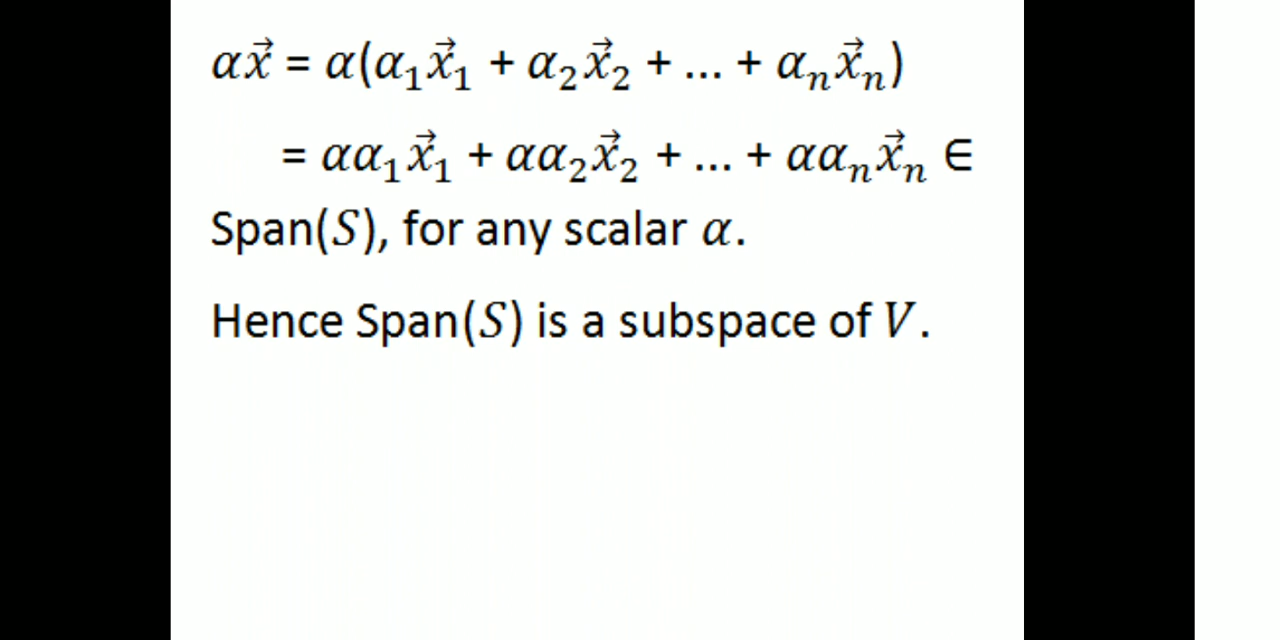 αx⃗ = α(α₁x⃗₁ + α₂x⃗₂ + ... + αₙx⃗ₙ)
= αα₁x⃗₁ + αα₂x⃗₂ + ... + ααₙx⃗ₙ ∈
Span(S), for any scalar α.
Hence Span(S) is a subspace of V.